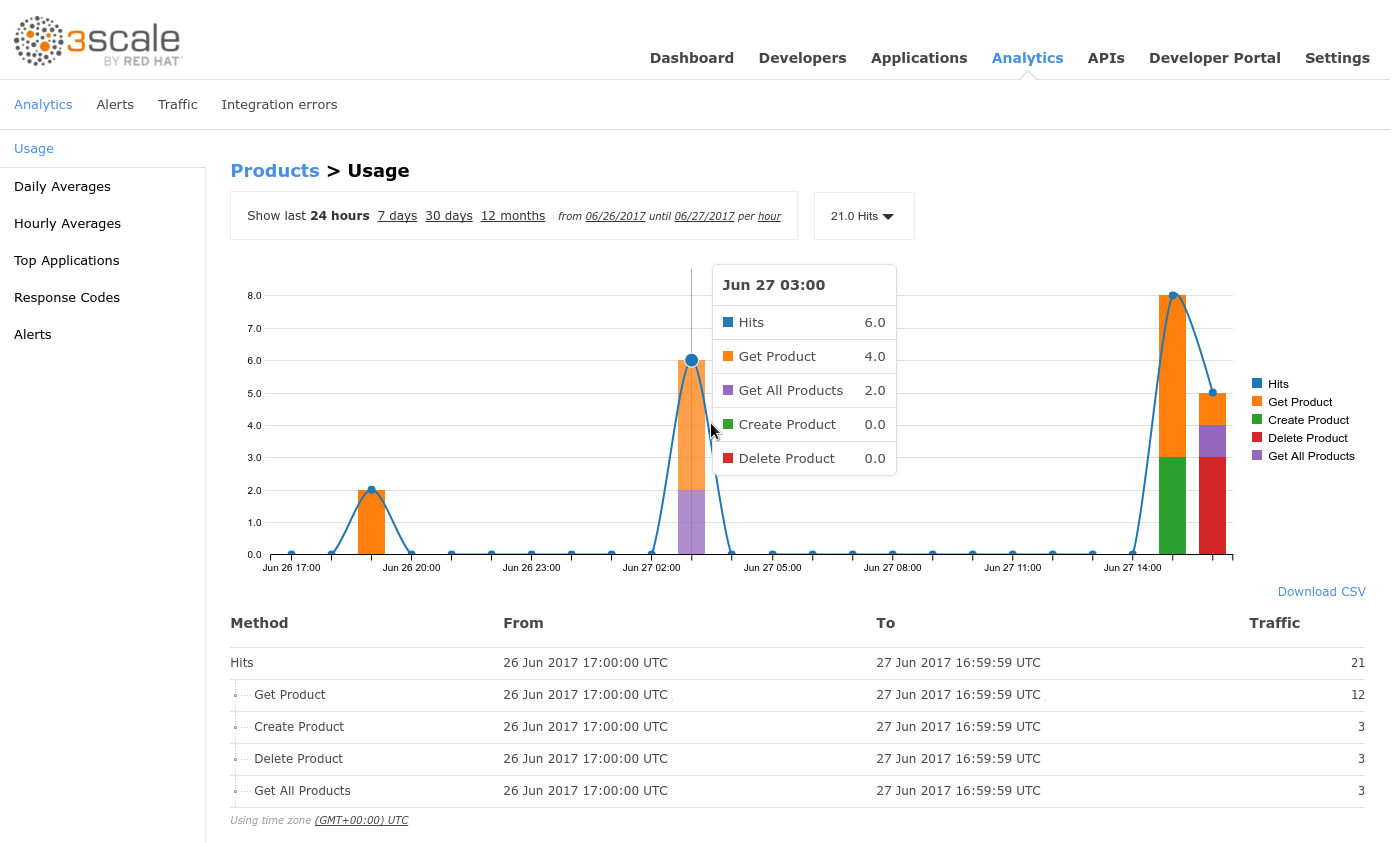 3scale
BY RED HAT
Dashboard Developers Applications Analytics APIs Developer Portal Settings
Analytics Alerts Traffic Integration errors
Usage
Daily Averages
Hourly Averages
Top Applications
Response Codes
Alerts
Products > Usage
Show last 24 hours 7 days 30 days 12 months from 06/26/2017 until 06/27/2017 per hour
21.0 Hits
8.0
7.0
6.0
5.0
4.0
3.0
2.0
1.0
0.0
Jun 27 03:00
Hits 6.0
Get Product 4.0
Get All Products 2.0
Create Product 0.0
Delete Product 0.0
Hits
Get Product
Create Product
Delete Product
Get All Products
Jun 26 17:00 Jun 26 20:00 Jun 26 23:00 Jun 27 02:00 Jun 27 05:00 Jun 27 08:00 Jun 27 11:00 Jun 27 14:00
Download CSV
Method From To Traffic
Hits 26 Jun 2017 17:00:00 UTC 27 Jun 2017 16:59:59 UTC 21
Get Product 26 Jun 2017 17:00:00 UTC 27 Jun 2017 16:59:59 UTC 12
Create Product 26 Jun 2017 17:00:00 UTC 27 Jun 2017 16:59:59 UTC 3
Delete Product 26 Jun 2017 17:00:00 UTC 27 Jun 2017 16:59:59 UTC 3
Get All Products 26 Jun 2017 17:00:00 UTC 27 Jun 2017 16:59:59 UTC 3
Using time zone (GMT+00:00) UTC